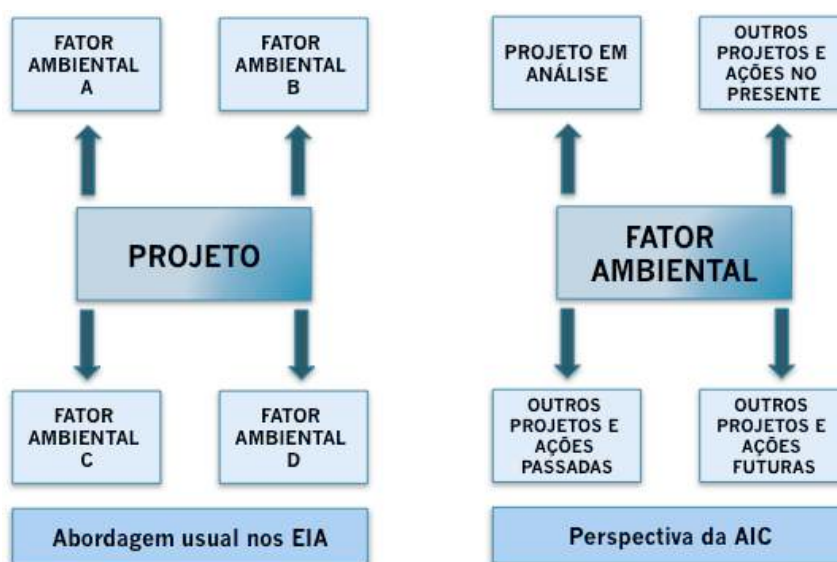 FATOR
AMBIENTAL
A
FATOR
AMBIENTAL
B
PROJETO
FATOR
AMBIENTAL
C
FATOR
AMBIENTAL
D
Abordagem usual nos EIA
PROJETO EM
ANÁLISE
OUTROS
PROJETOS E
AÇÕES NO
PRESENTE
FATOR
AMBIENTAL
OUTROS
PROJETOS E
AÇÕES
PASSADAS
OUTROS
PROJETOS E
AÇÕES
FUTURAS
Perspectiva da AIC